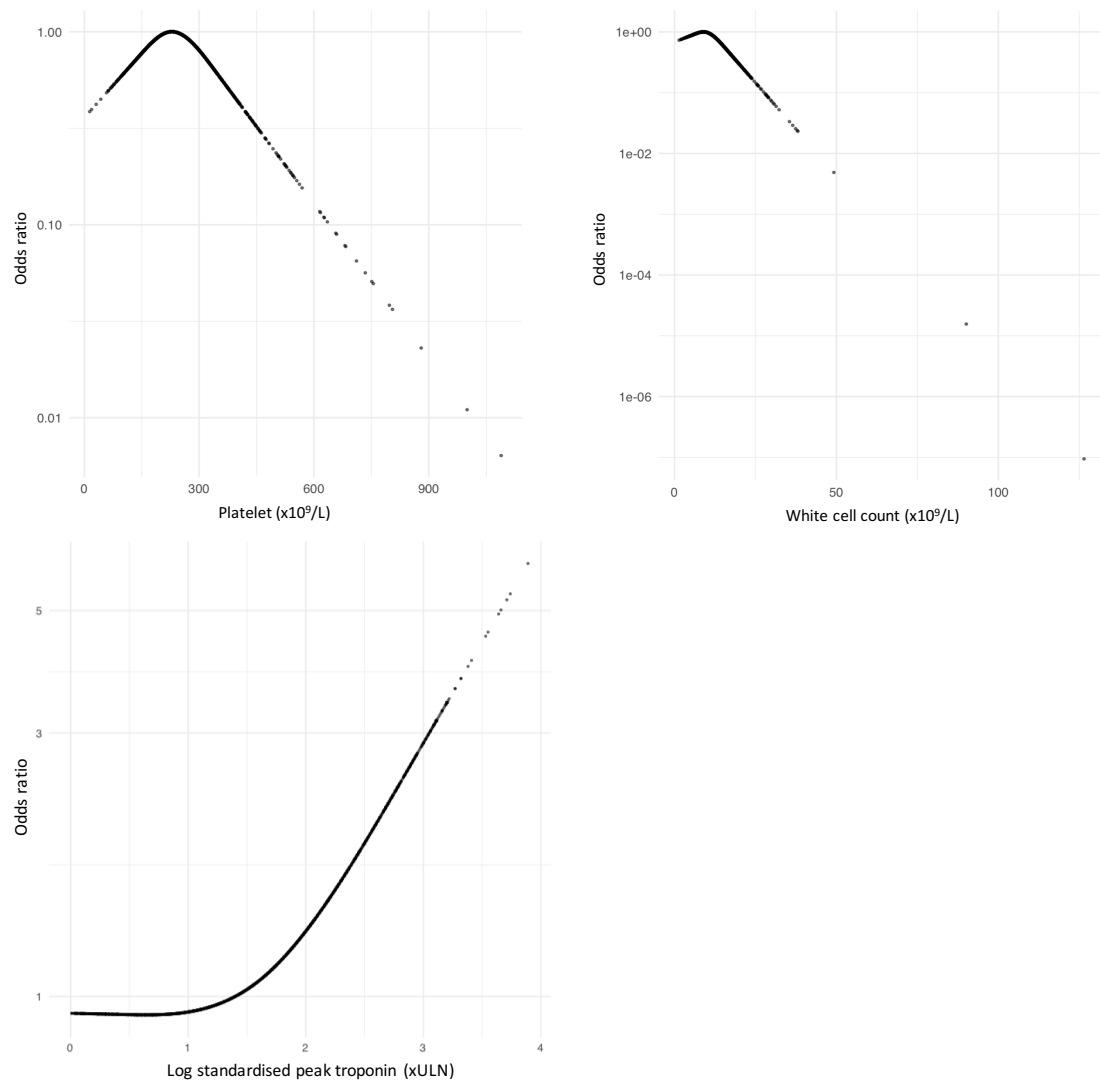 1.00
0.10
0.01
Odds ratio
0 300 600 900
Platelet (x10⁹/L)
1e+00
1e-02
1e-04
1e-06
Odds ratio
0 50 100
White cell count (x10⁹/L)
5
3
1
Odds ratio
0 1 2 3 4
Log standardised peak troponin (xULN)